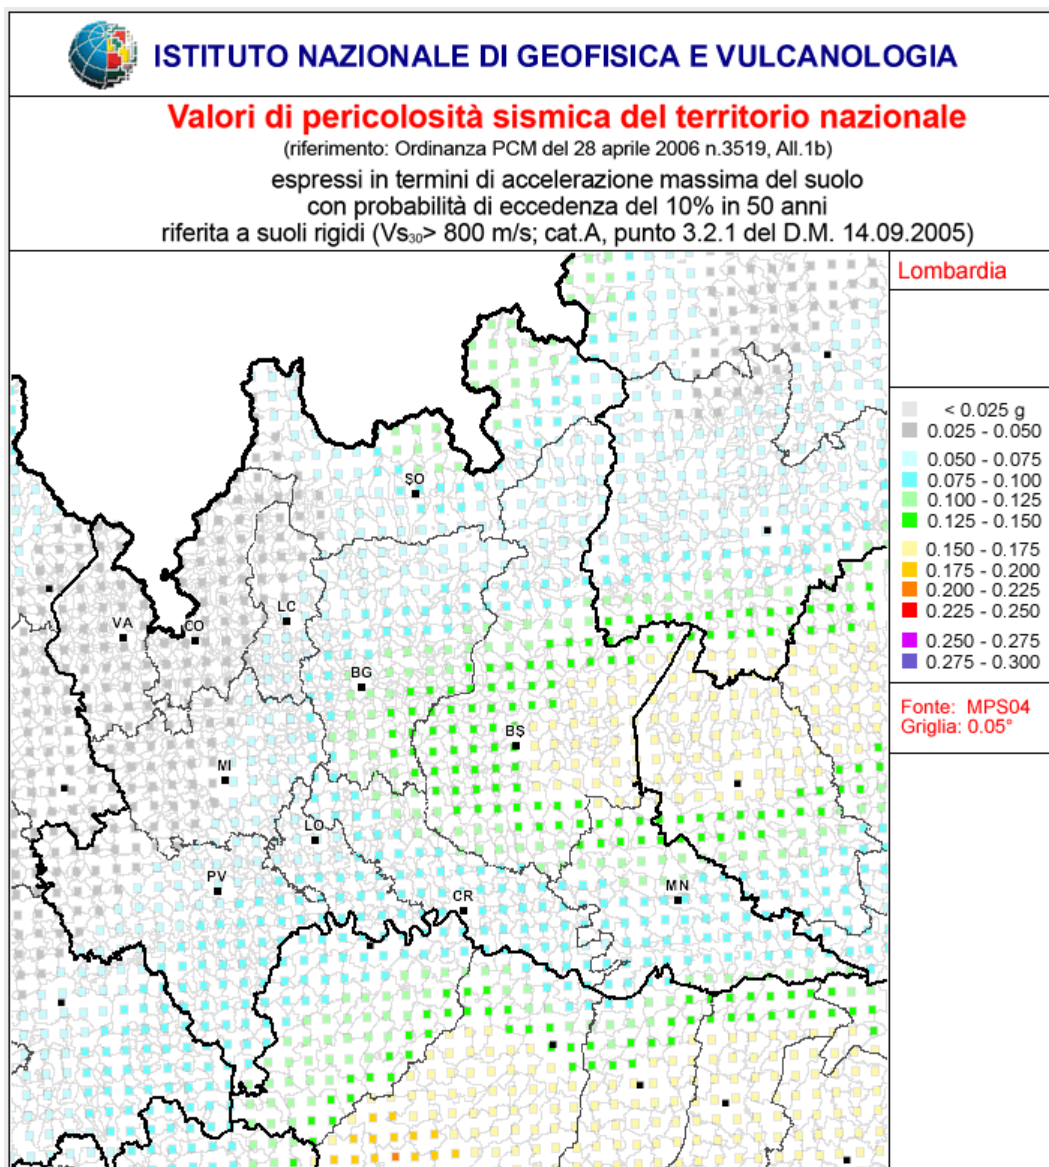 ISTITUTO NAZIONALE DI GEOFISICA E VULCANOLOGIA
Valori di pericolosità sismica del territorio nazionale
(riferimento: Ordinanza PCM del 28 aprile 2006 n.3519, All.1b)
espressi in termini di accelerazione massima del suolo
con probabilità di eccedenza del 10% in 50 anni
riferita a suoli rigidi (Vs₃₀> 800 m/s; cat.A, punto 3.2.1 del D.M. 14.09.2005)
Lombardia
< 0.025 g
0.025 - 0.050
0.050 - 0.075
0.075 - 0.100
0.100 - 0.125
0.125 - 0.150
0.150 - 0.175
0.175 - 0.200
0.200 - 0.225
0.225 - 0.250
0.250 - 0.275
0.275 - 0.300
Fonte: MPS04
Griglia: 0.05°
SO
LC
VA
CO
BG
BS
MI
LO
PV
MN
CR